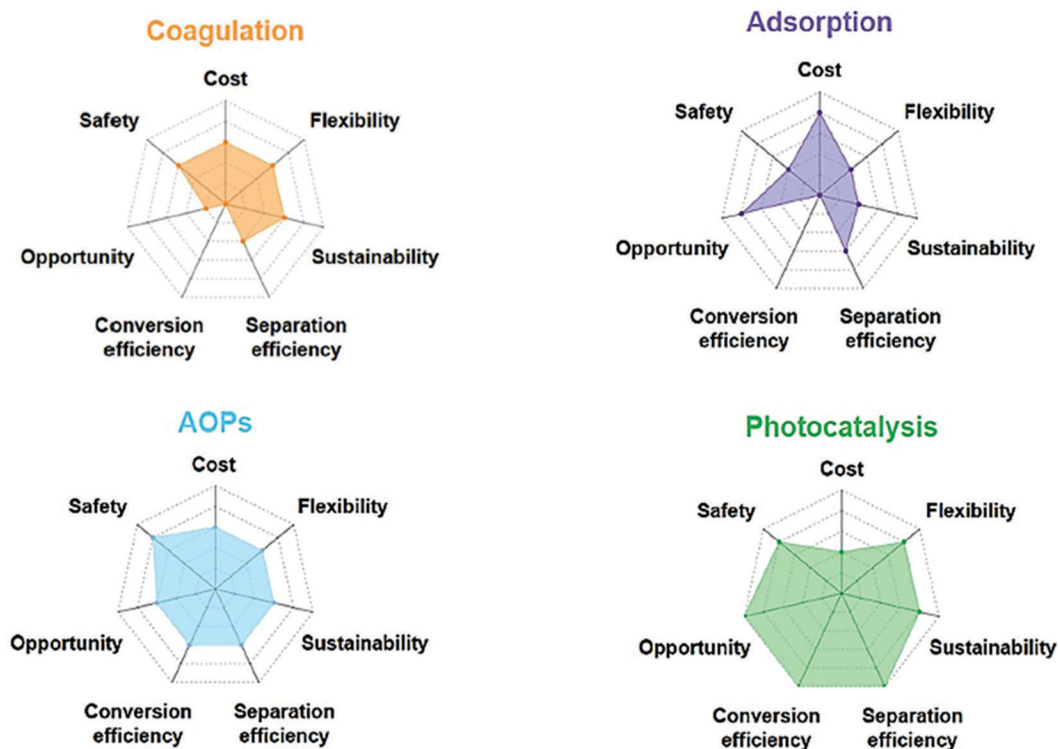 Coagulation
Cost
Safety
Flexibility
Opportunity
Sustainability
Conversion
efficiency
Separation
efficiency
Adsorption
Cost
Safety
Flexibility
Opportunity
Sustainability
Conversion
efficiency
Separation
efficiency
AOPs
Cost
Safety
Flexibility
Opportunity
Sustainability
Conversion
efficiency
Separation
efficiency
Photocatalysis
Cost
Safety
Flexibility
Opportunity
Sustainability
Conversion
efficiency
Separation
efficiency